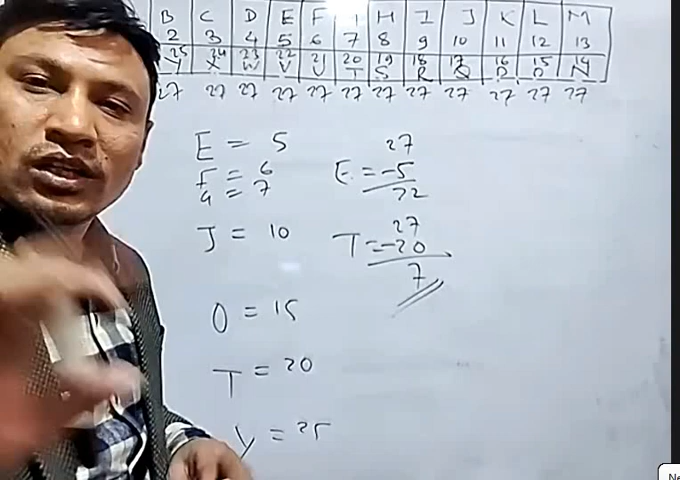 B C D E F I H I J K L M
2 3 4 5 6 7 8 9 10 11 12 13
25 24 23 22 21 20 19 18 17 16 15 14
Y X W V U T S R Q P O N
27 27 27 27 27 27 27 27 27 27 27 27
E = 5 27
F = 6 E = -5
G = 7 22
J = 10 27
T = -20
7
O = 15
T = 20
Y = 25